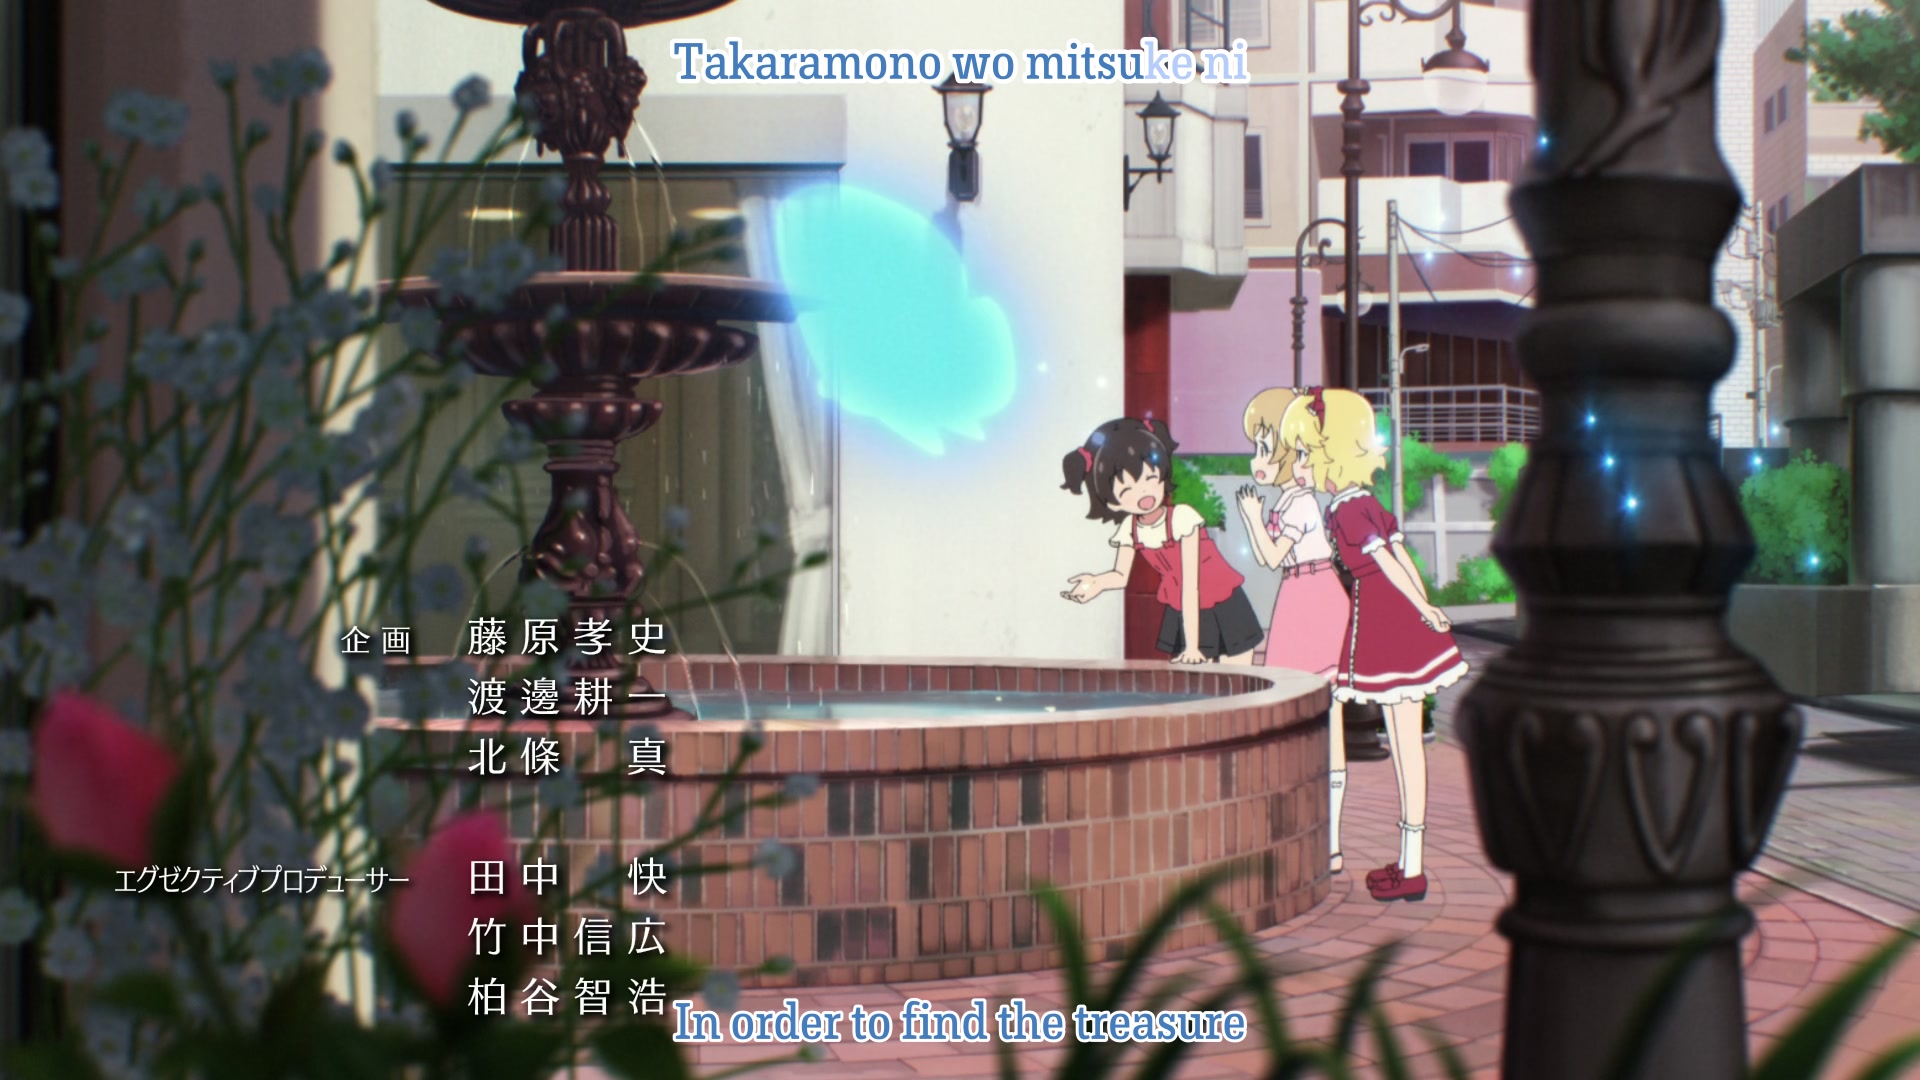 Takaramono wo mitsuke ni
企画 藤原孝史
渡邊耕一
北條 真
エグゼクティブプロデューサー 田中 快
竹中信広
柏谷智浩
In order to find the treasure